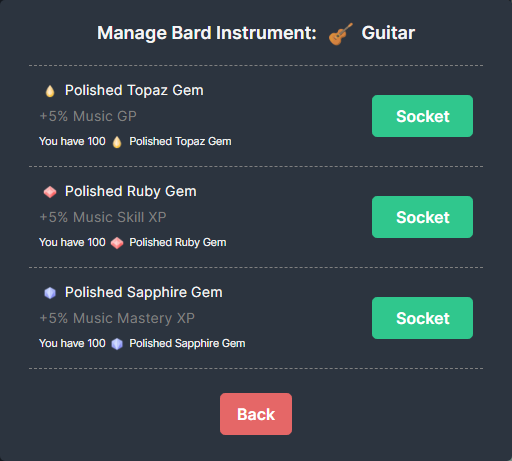 Manage Bard Instrument: Guitar
Polished Topaz Gem
+5% Music GP
You have 100 Polished Topaz Gem
Socket
Polished Ruby Gem
+5% Music Skill XP
You have 100 Polished Ruby Gem
Socket
Polished Sapphire Gem
+5% Music Mastery XP
You have 100 Polished Sapphire Gem
Socket
Back